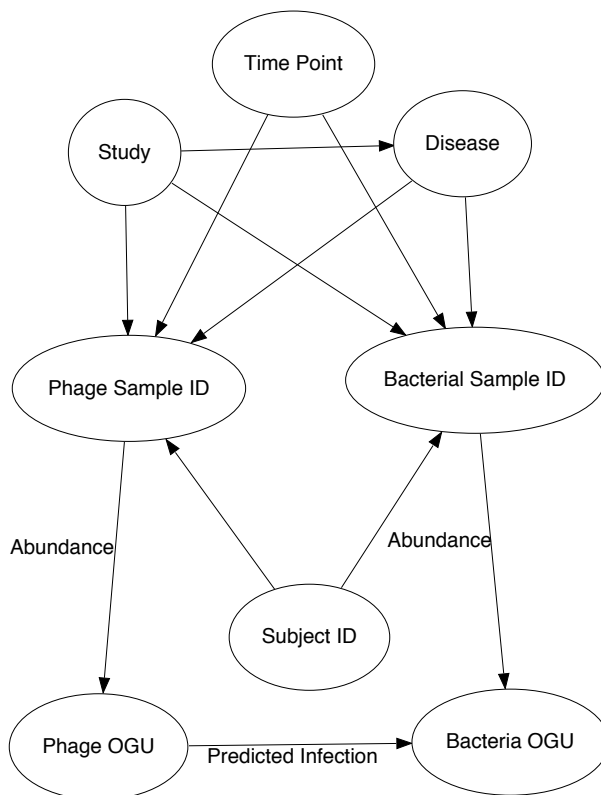 Time Point
Study
Disease
Phage Sample ID
Bacterial Sample ID
Abundance
Abundance
Subject ID
Phage OGU
Predicted Infection
Bacteria OGU